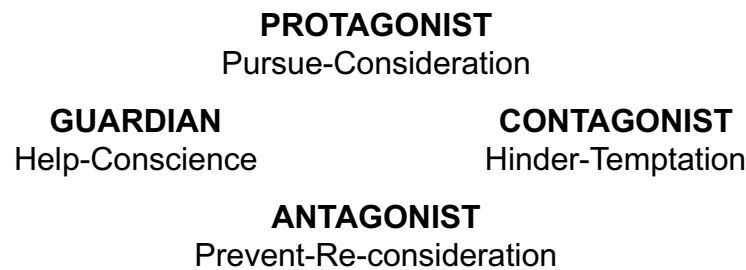 PROTAGONIST
Pursue-Consideration
GUARDIAN
Help-Conscience
CONTAGONIST
Hinder-Temptation
ANTAGONIST
Prevent-Re-consideration